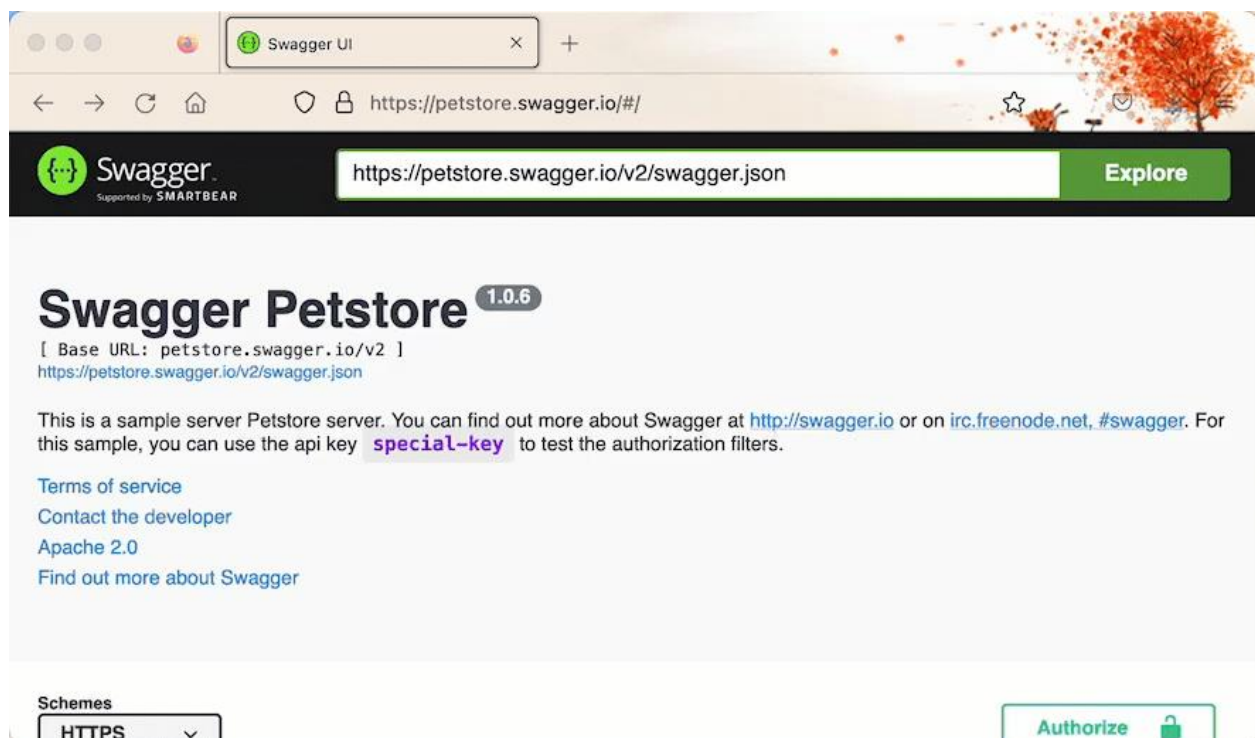 Swagger UI
https://petstore.swagger.io/#/
Swagger.
Supported by SMARTBEAR
https://petstore.swagger.io/v2/swagger.json
Explore
Swagger Petstore 1.0.6
[ Base URL: petstore.swagger.io/v2 ]
https://petstore.swagger.io/v2/swagger.json
This is a sample server Petstore server. You can find out more about Swagger at http://swagger.io or on irc.freenode.net, #swagger. For
this sample, you can use the api key special-key to test the authorization filters.
Terms of service
Contact the developer
Apache 2.0
Find out more about Swagger
Schemes
HTTPS
Authorize